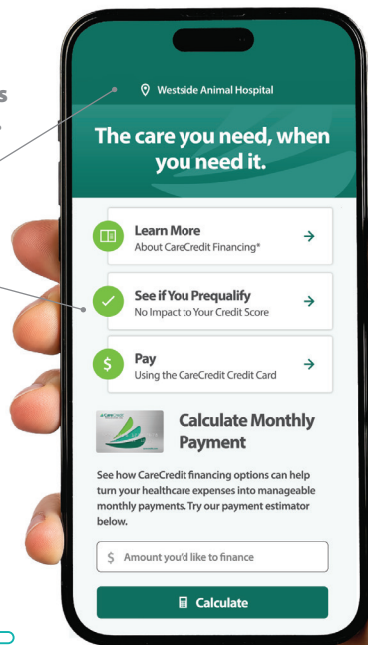 s
Westside Animal Hospital
The care you need, when
you need it.
Learn More
About CareCredit Financing*
See if You Prequalify
No Impact :o Your Credit Score
Pay
Using the CareCredit Credit Card
CareCredit
Calculate Monthly
Payment
See how CareCredit financing options can help
turn your healthcare expenses into manageable
monthly payments. Try our payment estimator
below.
$ Amount you'd like to finance
Calculate